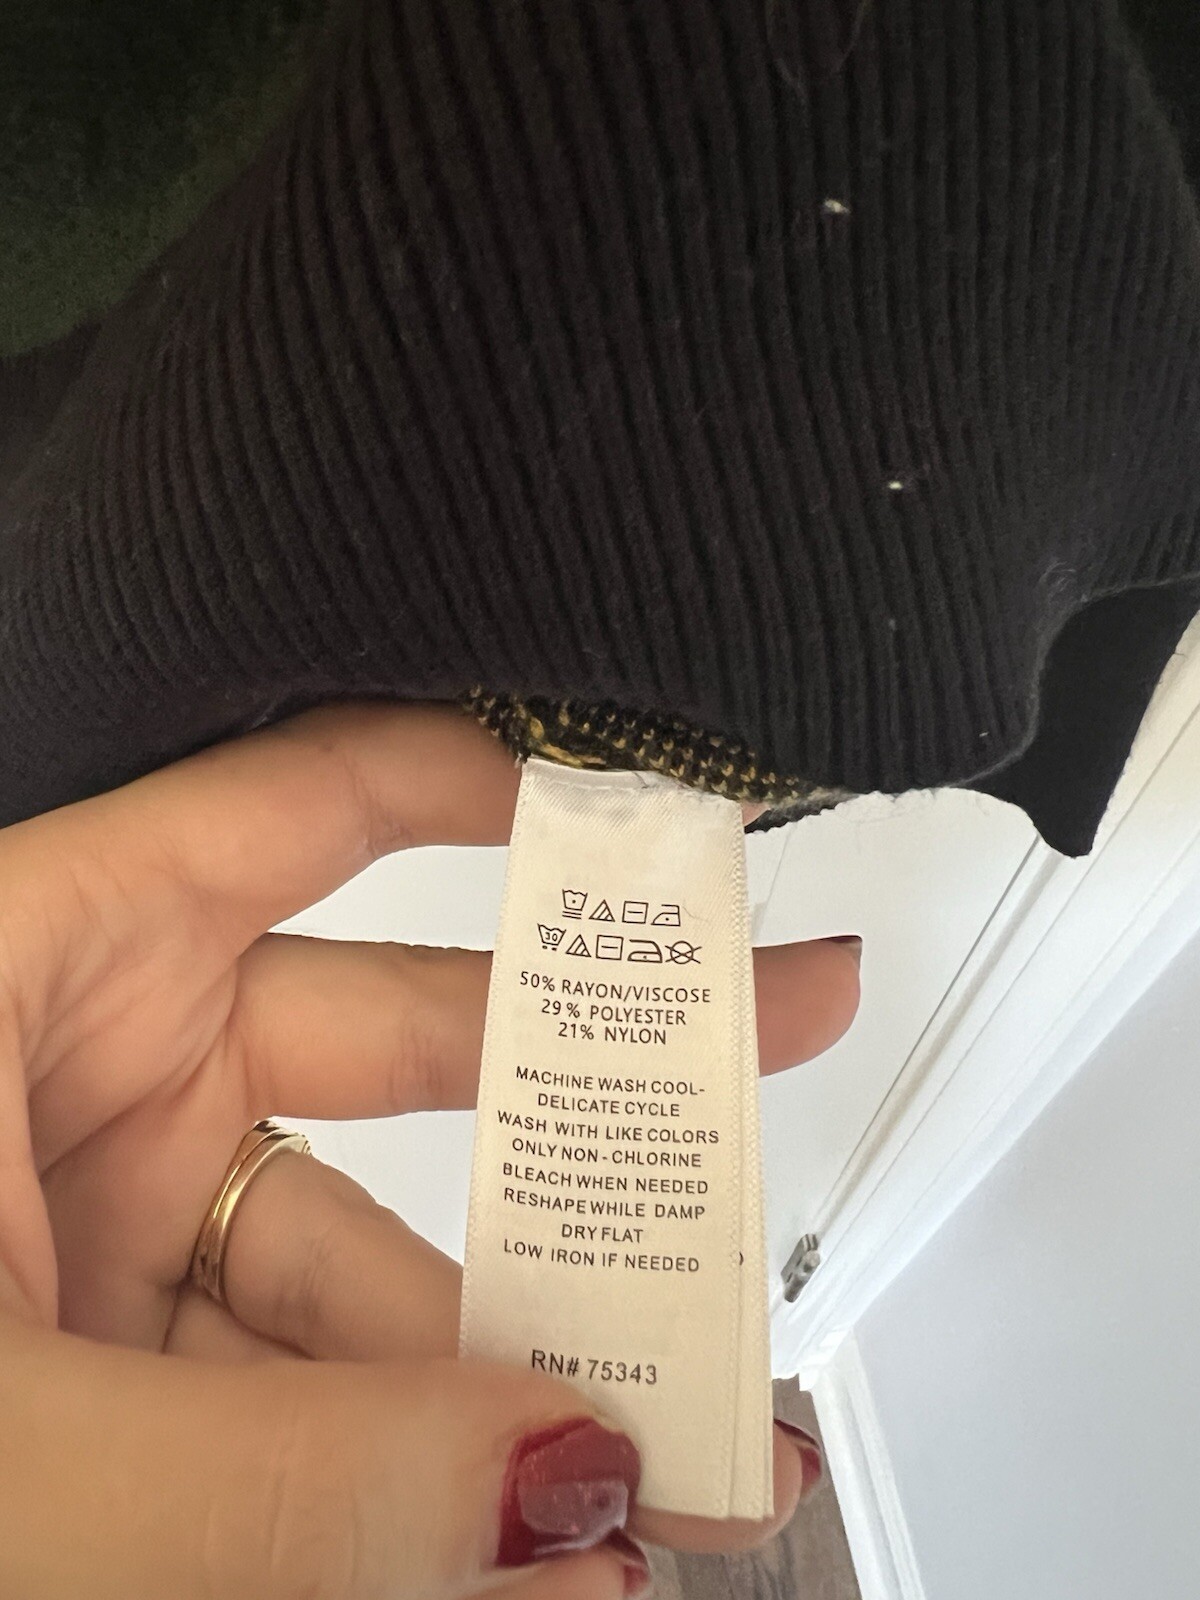 30
50% RAYON/VISCOSE
29% POLYESTER
21% NYLON
MACHINE WASH COOL-
DELICATE CYCLE
WASH WITH LIKE COLORS
ONLY NON-CHLORINE
BLEACH WHEN NEEDED
RESHAPE WHILE DAMP
DRY FLAT
LOW IRON IF NEEDED
RN# 75343